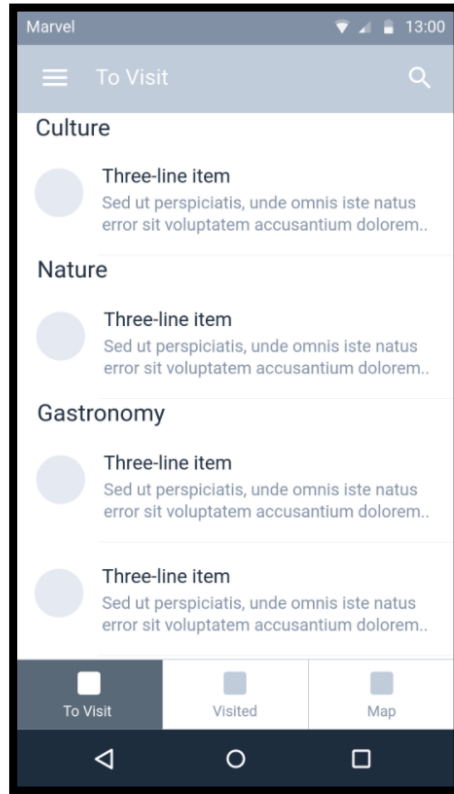 Marvel 13:00
To Visit
Culture
Three-line item
Sed ut perspiciatis, unde omnis iste natus
error sit voluptatem accusantium dolorem..
Nature
Three-line item
Sed ut perspiciatis, unde omnis iste natus
error sit voluptatem accusantium dolorem..
Gastronomy
Three-line item
Sed ut perspiciatis, unde omnis iste natus
error sit voluptatem accusantium dolorem..
Three-line item
Sed ut perspiciatis, unde omnis iste natus
error sit voluptatem accusantium dolorem..
To Visit Visited Map